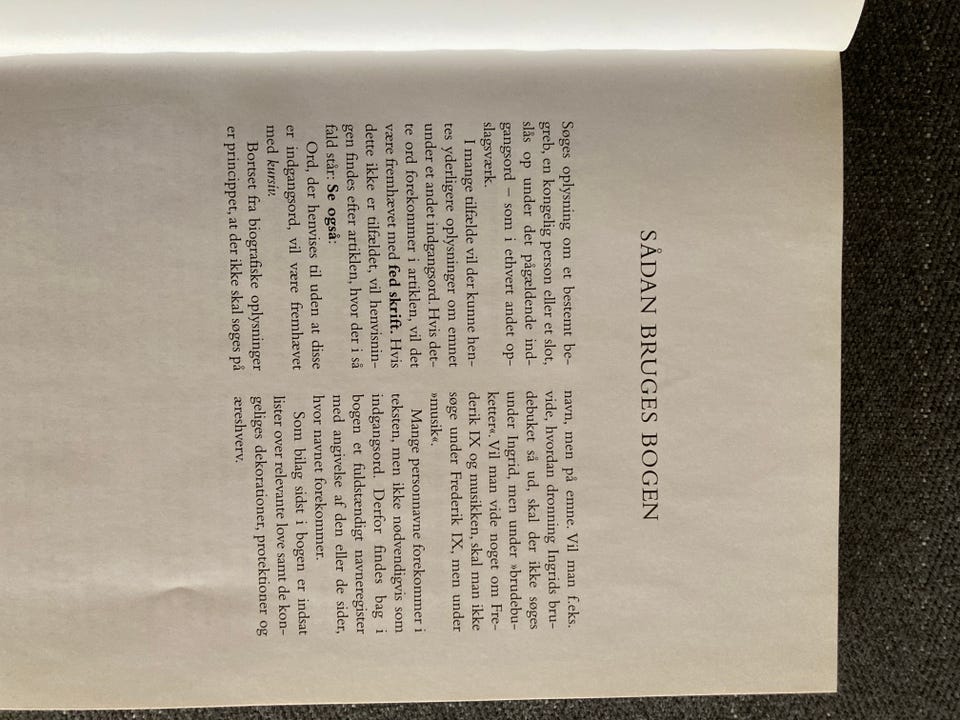 SÅDAN BRUGES BOGEN
Søges oplysning om et bestemt be-
greb, en kongelig person eller et slot,
slås op under det pågældende ind-
gangsord – som i ethvert andet op-
slagsværk.
I mange tilfælde vil der kunne hen-
tes yderligere oplysninger om emnet
under et andet indgangsord. Hvis det-
te ord forekommer i artiklen, vil det
være fremhævet med fed skrift. Hvis
dette ikke er tilfældet, vil henvisnin-
gen findes efter artiklen, hvor der i så
fald står: Se også:
Ord, der henvises til uden at disse
er indgangsord, vil være fremhævet
med kursiv.
Bortset fra biografiske oplysninger
er princippet, at der ikke skal søges på
navn, men på emne. Vil man f.eks.
vide, hvordan dronning Ingrids bru-
debuket så ud, skal der ikke søges
under Ingrid, men under »brudebu-
ketter«. Vil man vide noget om Fre-
derik IX og musikken, skal man ikke
søge under Frederik IX, men under
»musik«.
Mange personnavne forekommer i
teksten, men ikke nødvendigvis som
indgangsord. Derfor findes bag i
bogen et fuldstændigt navneregister
med angivelse af den eller de sider,
hvor navnet forekommer.
Som bilag sidst i bogen er indsat
lister over relevante love samt de kon-
geliges dekorationer, protektioner og
æreshverv.